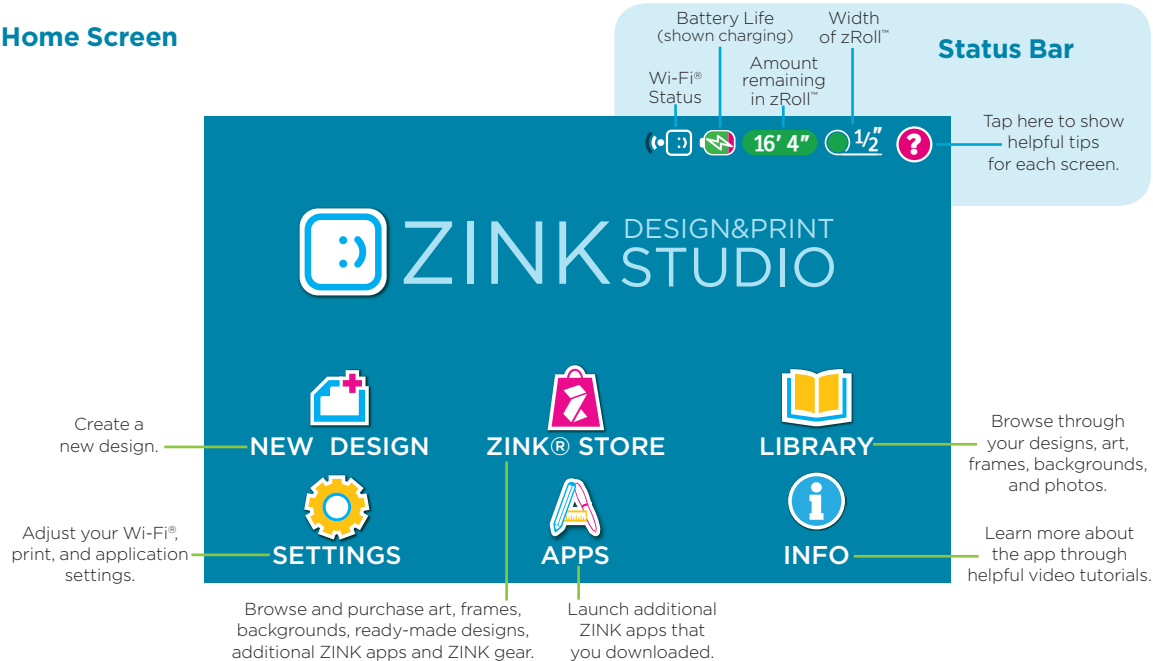 Home Screen
Battery Life
(shown charging)
Width
of zRoll™
Status Bar
Wi-Fi®
Status
Amount
remaining
in zRoll™
Tap here to show
helpful tips
for each screen.
:)
16′ 4″
1/2″
?
:)
ZINK DESIGN&PRINT
STUDIO
Create a
new design.
NEW DESIGN
ZINK® STORE
LIBRARY
Browse through
your designs, art,
frames, backgrounds,
and photos.
Adjust your Wi-Fi®,
print, and application
settings.
SETTINGS
APPS
INFO
Learn more about
the app through
helpful video tutorials.
Browse and purchase art, frames,
backgrounds, ready-made designs,
additional ZINK apps and ZINK gear.
Launch additional
ZINK apps that
you downloaded.